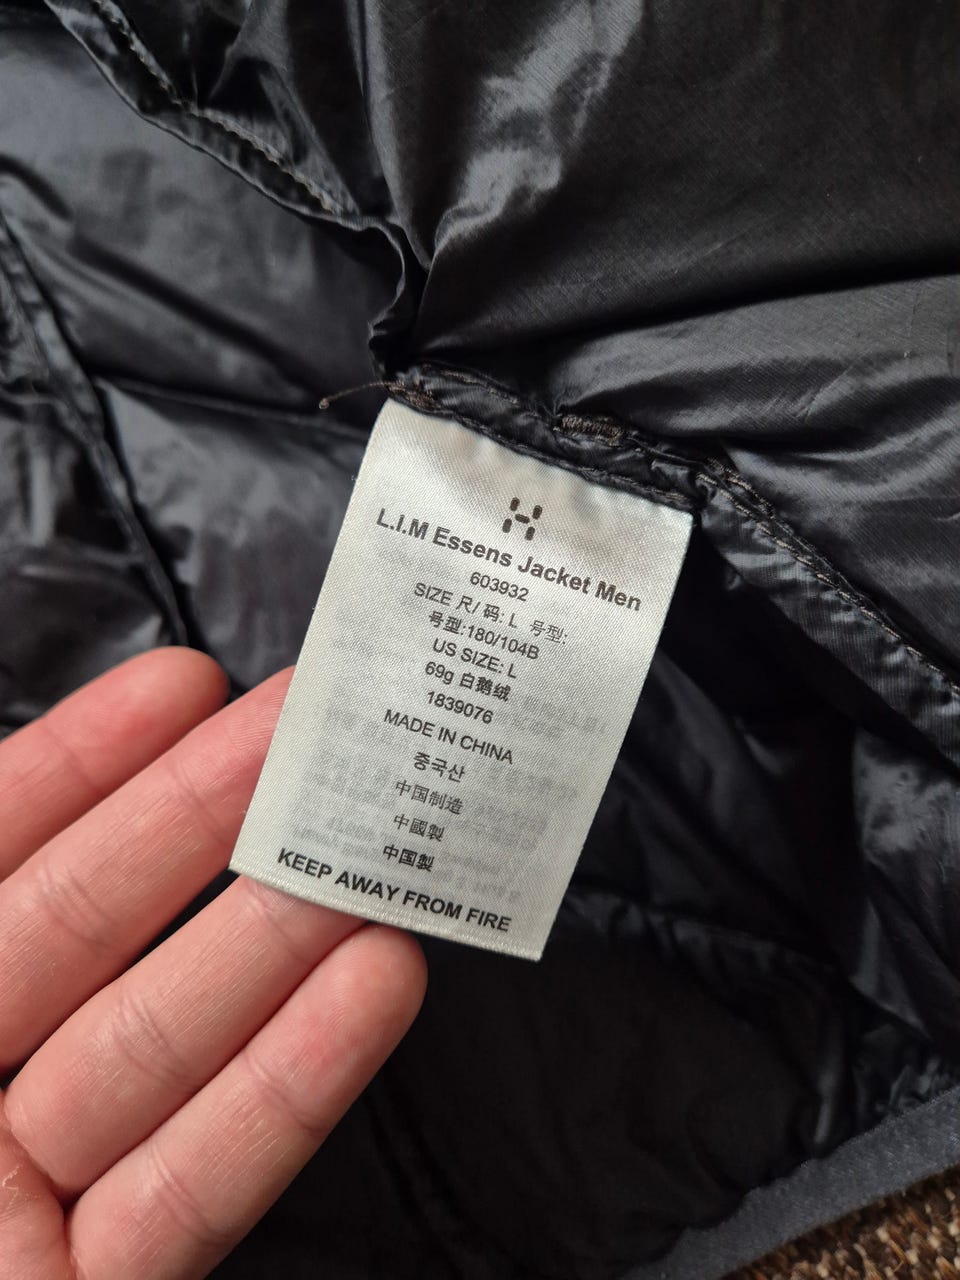 L.I.M Essens Jacket Men
603932
SIZE 尺/ 码: L 号型:
号型:180/104B
US SIZE: L
69g 白鹅绒
1839076
MADE IN CHINA
중국산
中国制造
中國製
中国製
KEEP AWAY FROM FIRE